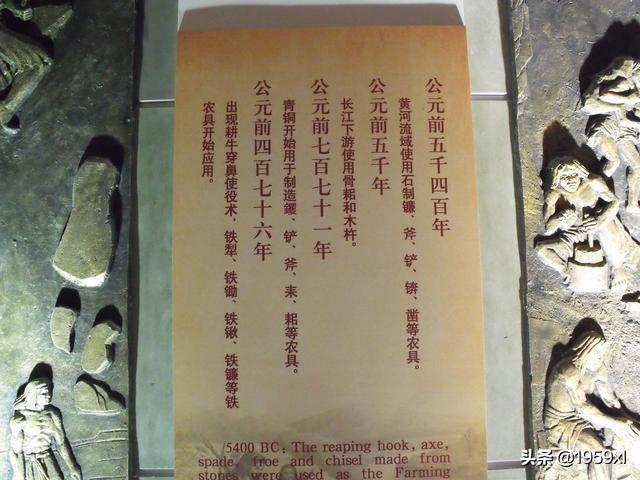 公元前五千四百年
黄河流域使用石制镰、斧、铲、锛、凿等农具。
公元前五千年
长江下游使用骨耜和木杵。
公元前七百七十一年
青铜开始用于制造䦆、铲、斧、耒、耜等农具。
公元前四百七十六年
出现耕牛穿鼻使役术，铁犁、铁锄、铁锹、铁镰等铁
农具开始应用。
5400 BC: The reaping hook, axe,
spade, froe and chisel made from
stones were used as the Farming
头条 @1959xl